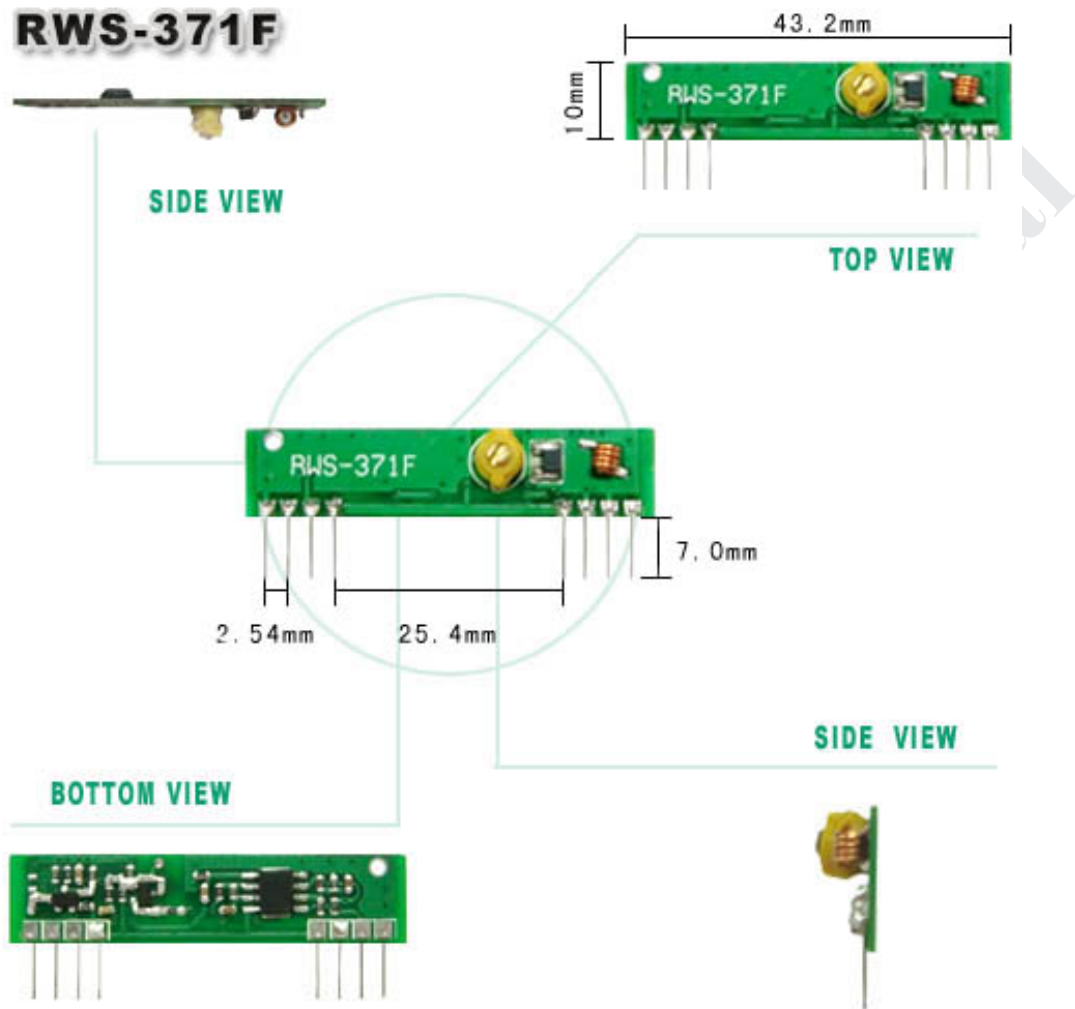 RWS-371F
43.2mm
10mm
RWS-371F
SIDE VIEW
TOP VIEW
RWS-371F
7.0mm
2.54mm
25.4mm
SIDE VIEW
BOTTOM VIEW